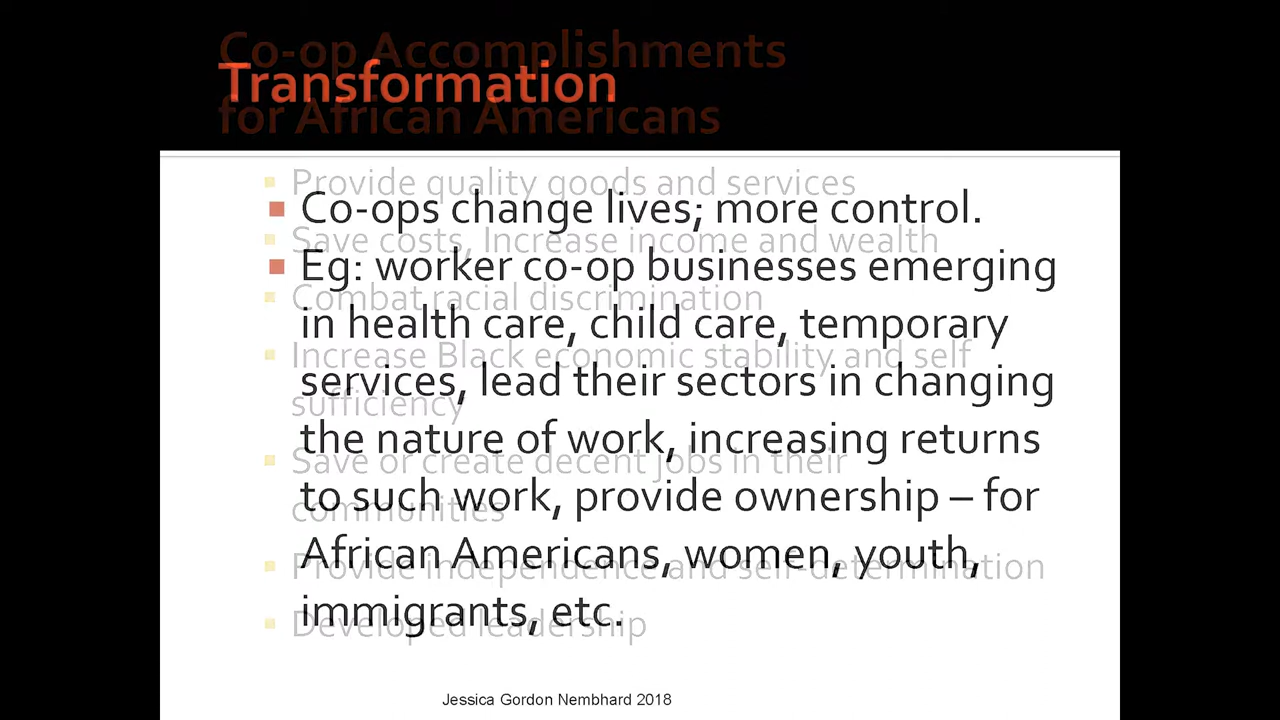 Co-op Accomplishments
for African Americans
Provide quality goods and services
Save costs, Increase income and wealth
Combat racial discrimination
Increase Black economic stability and self
sufficiency
Save or create decent jobs in their
communities
Provide independence and self-determination
Developed leadership
Transformation
Co-ops change lives; more control.
Eg: worker co-op businesses emerging
in health care, child care, temporary
services, lead their sectors in changing
the nature of work, increasing returns
to such work, provide ownership – for
African Americans, women, youth,
immigrants, etc.
Jessica Gordon Nembhard 2018